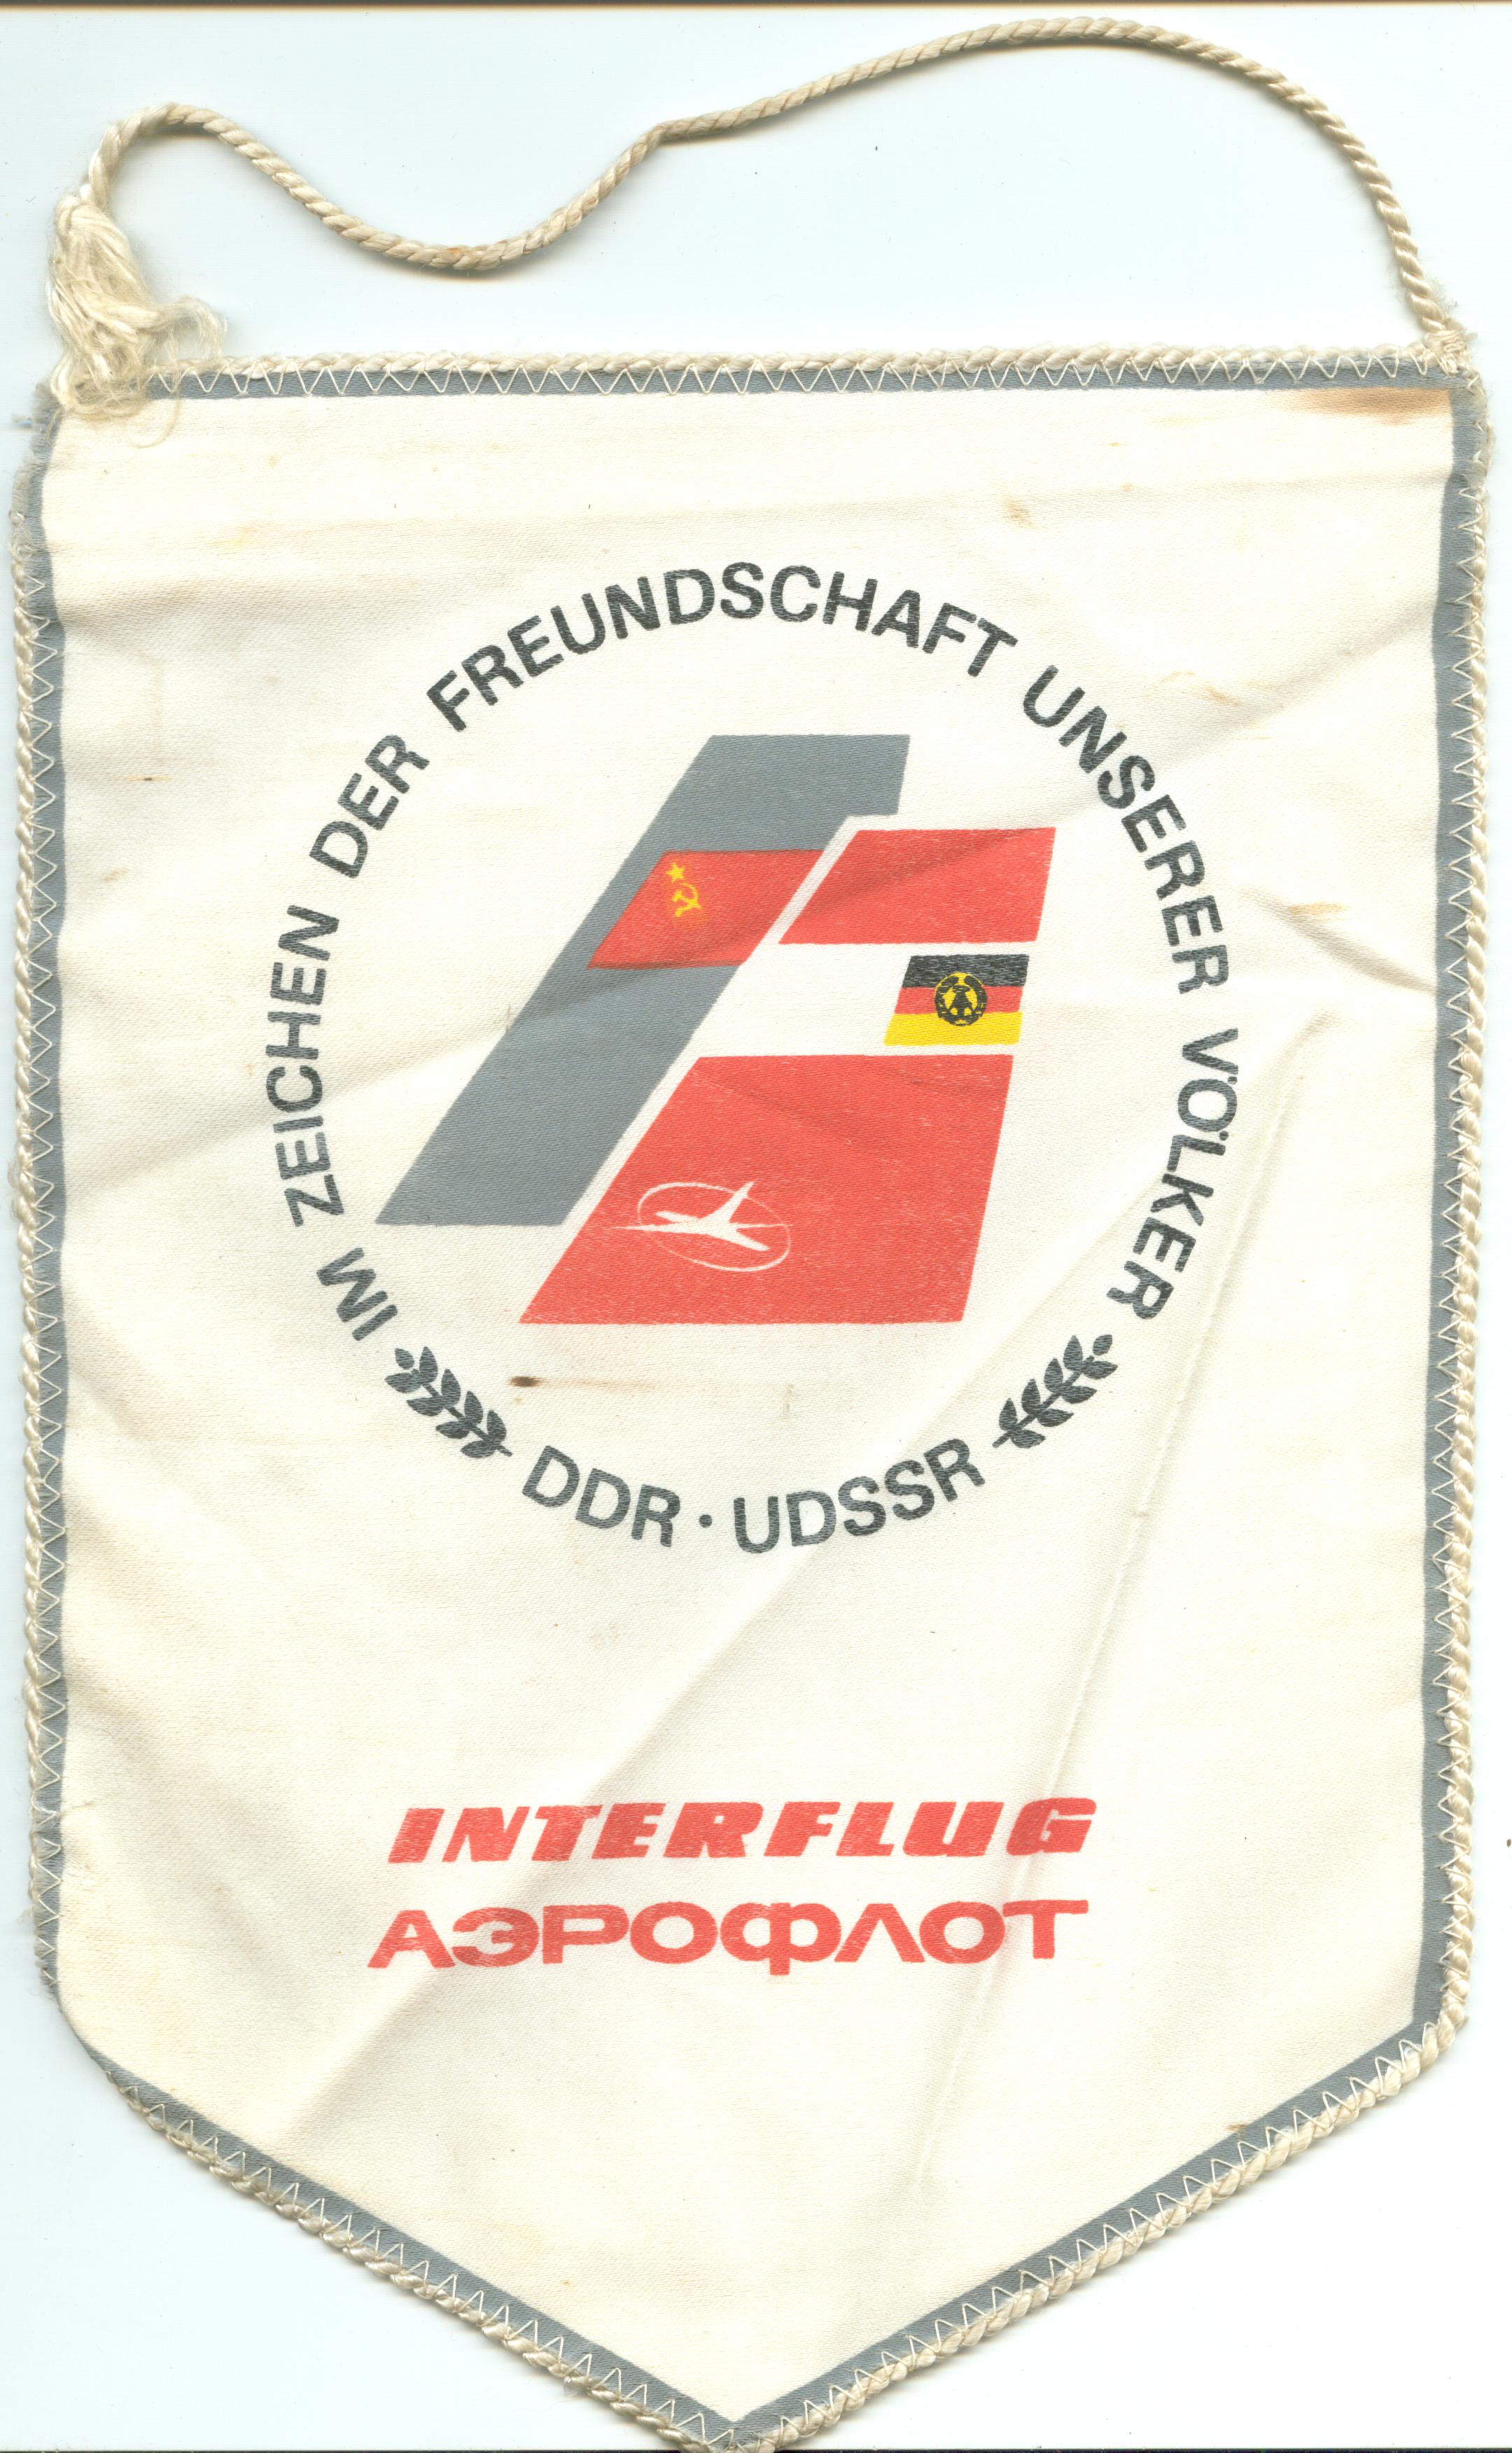 IM ZEICHEN DER FREUNDSCHAFT UNSERER VÖLKER
DDR · UDSSR
INTERFLUG
АЭРОФЛОТ